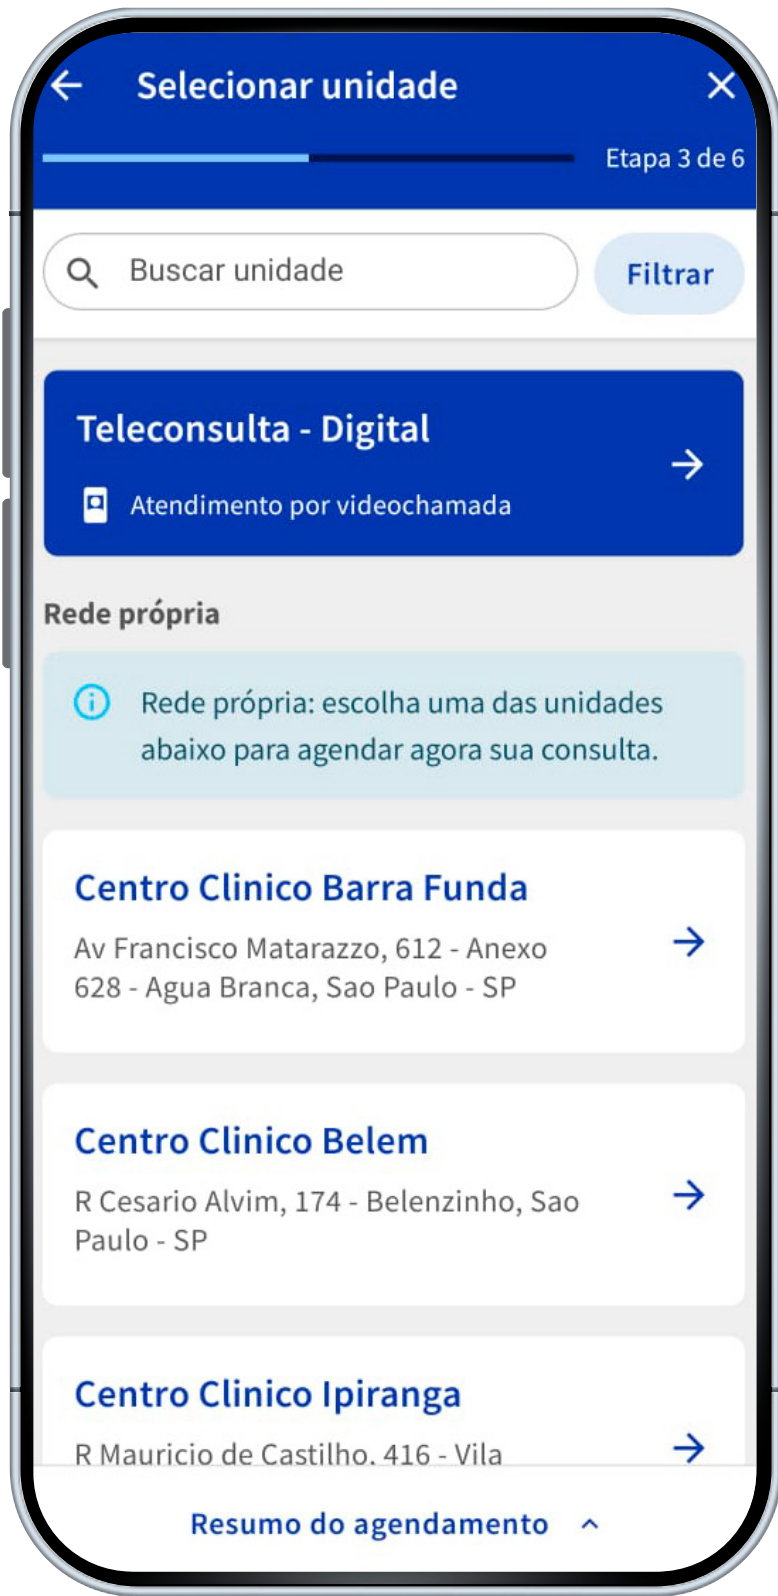 Selecionar unidade
Etapa 3 de 6
Buscar unidade
Filtrar
Teleconsulta - Digital
Atendimento por videochamada
Rede própria
Rede própria: escolha uma das unidades
abaixo para agendar agora sua consulta.
Centro Clinico Barra Funda
Av Francisco Matarazzo, 612 - Anexo
628 - Agua Branca, Sao Paulo - SP
Centro Clinico Belem
R Cesario Alvim, 174 - Belenzinho, Sao
Paulo - SP
Centro Clinico Ipiranga
R Mauricio de Castilho, 416 - Vila
Resumo do agendamento